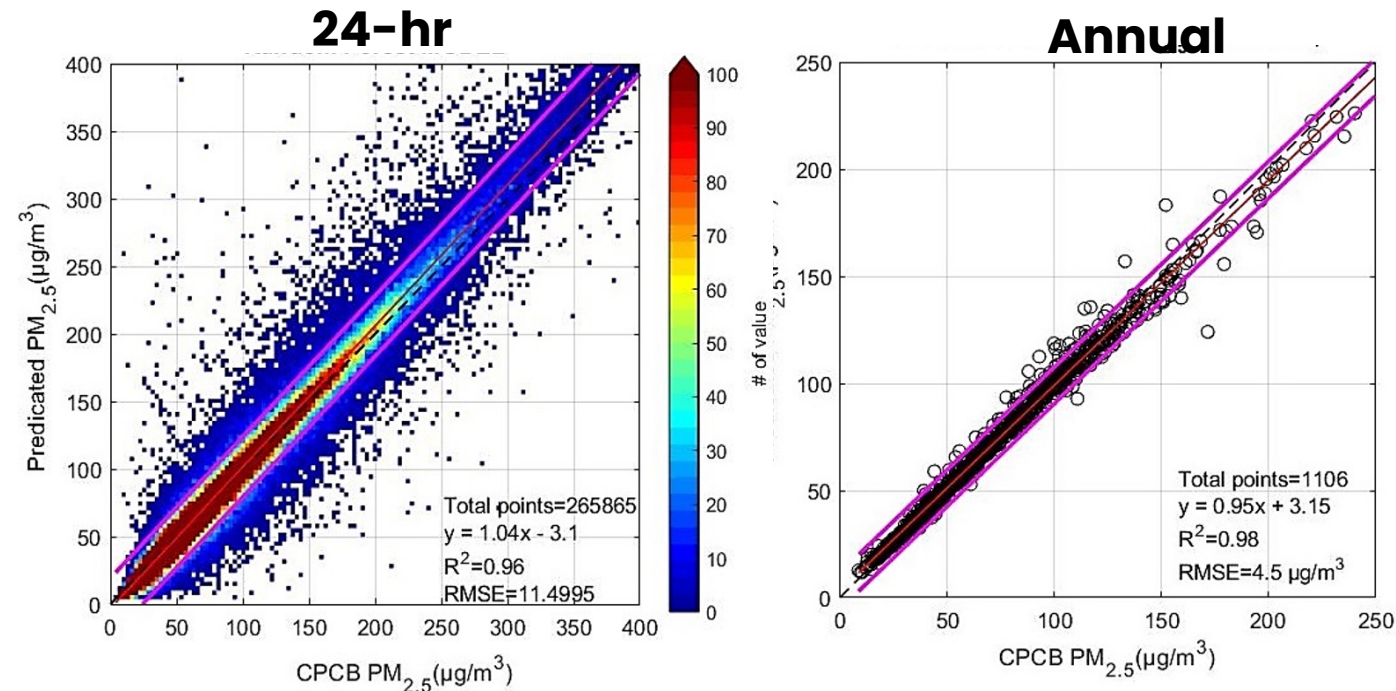 24-hr
400
350
300
250
200
150
100
50
0
0 50 100 150 200 250 300 350 400
Predicated PM2.5(µg/m³)
CPCB PM2.5(µg/m³)
Total points=265865
y = 1.04x - 3.1
R²=0.96
RMSE=11.4995
100
90
80
70
60
50
40
30
20
10
0
# of value
Annual
250
200
150
100
50
0
0 50 100 150 200 250
CPCB PM2.5(µg/m³)
Total points=1106
y = 0.95x + 3.15
R²=0.98
RMSE=4.5 µg/m³